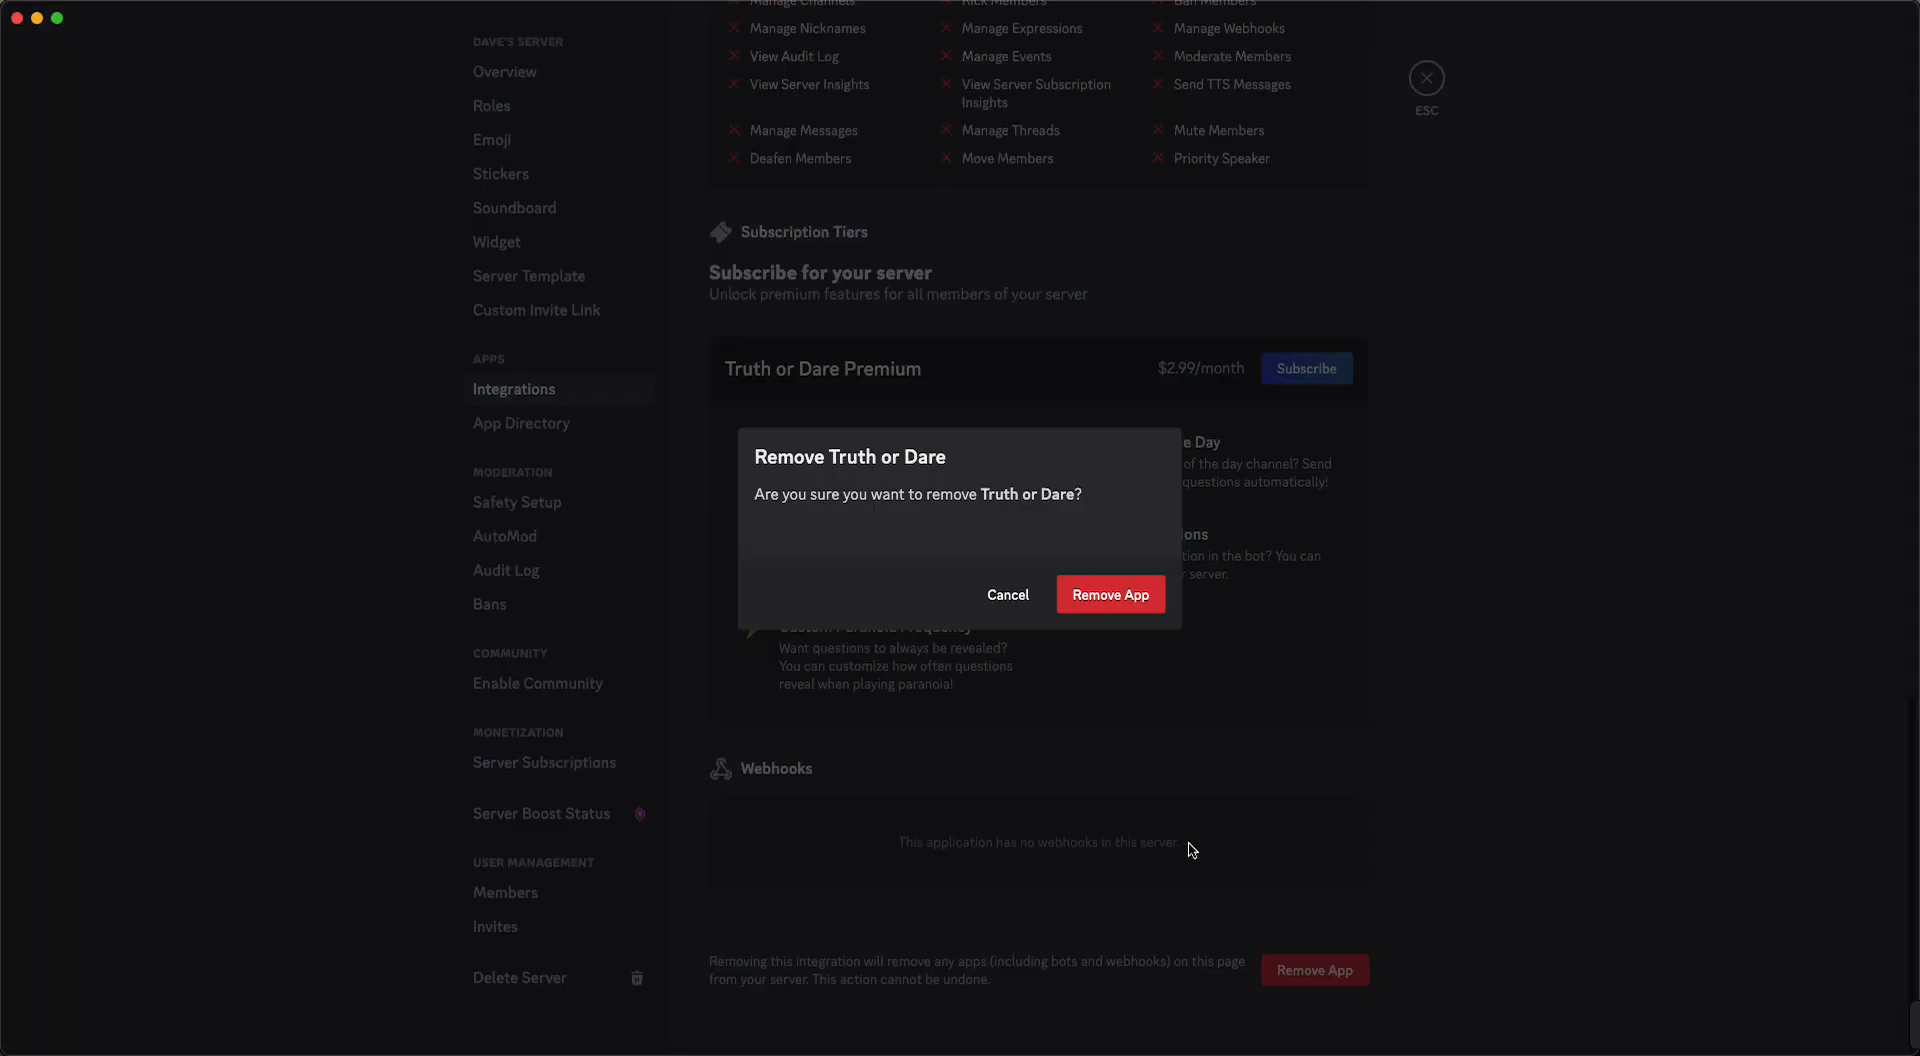 DAVE'S SERVER
Overview
Roles
Emoji
Stickers
Soundboard
Widget
Server Template
Custom Invite Link
APPS
Integrations
App Directory
MODERATION
Safety Setup
AutoMod
Audit Log
Bans
COMMUNITY
Enable Community
MONETIZATION
Server Subscriptions
Server Boost Status
USER MANAGEMENT
Members
Invites
Delete Server
Manage Channels Kick Members Ban Members
Manage Nicknames Manage Expressions Manage Webhooks
View Audit Log Manage Events Moderate Members
View Server Insights View Server Subscription Send TTS Messages
Insights
Manage Messages Manage Threads Mute Members
Deafen Members Move Members Priority Speaker
ESC
Subscription Tiers
Subscribe for your server
Unlock premium features for all members of your server
Truth or Dare Premium $2.99/month Subscribe
e Day
of the day channel? Send
questions automatically!
ions
tion in the bot? You can
server.
Remove Truth or Dare
Are you sure you want to remove Truth or Dare?
Cancel Remove App
Custom Paranoia Frequency
Want questions to always be revealed?
You can customize how often questions
reveal when playing paranoia!
Webhooks
This application has no webhooks in this server.
Removing this integration will remove any apps (including bots and webhooks) on this page
from your server. This action cannot be undone.
Remove App